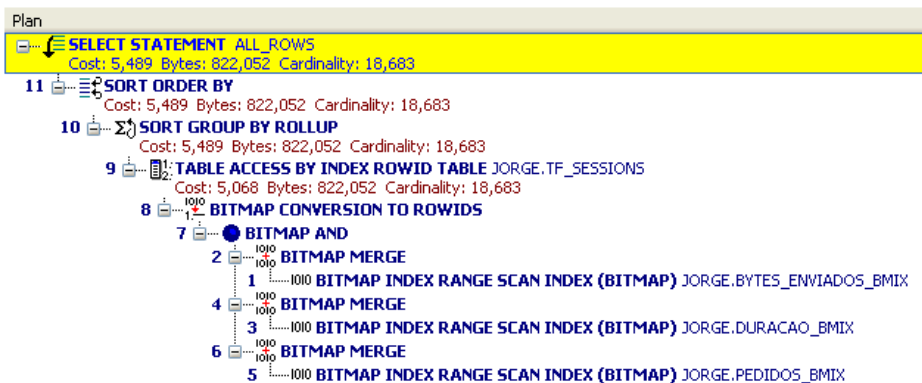 Plan
SELECT STATEMENT ALL_ROWS
Cost: 5,489 Bytes: 822,052 Cardinality: 18,683
11 SORT ORDER BY
Cost: 5,489 Bytes: 822,052 Cardinality: 18,683
10 SORT GROUP BY ROLLUP
Cost: 5,489 Bytes: 822,052 Cardinality: 18,683
9 TABLE ACCESS BY INDEX ROWID TABLE JORGE.TF_SESSIONS
Cost: 5,068 Bytes: 822,052 Cardinality: 18,683
8 BITMAP CONVERSION TO ROWIDS
7 BITMAP AND
2 BITMAP MERGE
1 BITMAP INDEX RANGE SCAN INDEX (BITMAP) JORGE.BYTES_ENVIADOS_BMIX
4 BITMAP MERGE
3 BITMAP INDEX RANGE SCAN INDEX (BITMAP) JORGE.DURACAO_BMIX
6 BITMAP MERGE
5 BITMAP INDEX RANGE SCAN INDEX (BITMAP) JORGE.PEDIDOS_BMIX